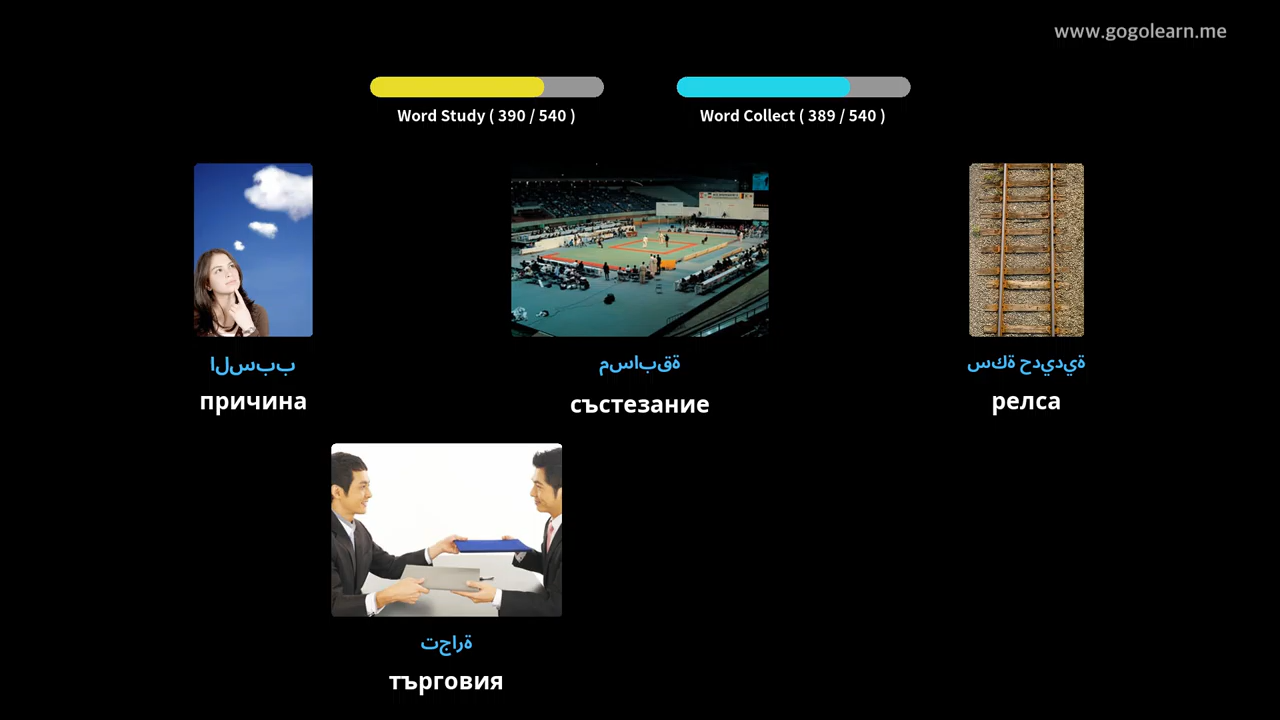 www.gogolearn.me
Word Study ( 390 / 540 )
Word Collect ( 389 / 540 )
السبب
причина
مسابقة
състезание
سكة حديدية
релса
تجارة
търговия